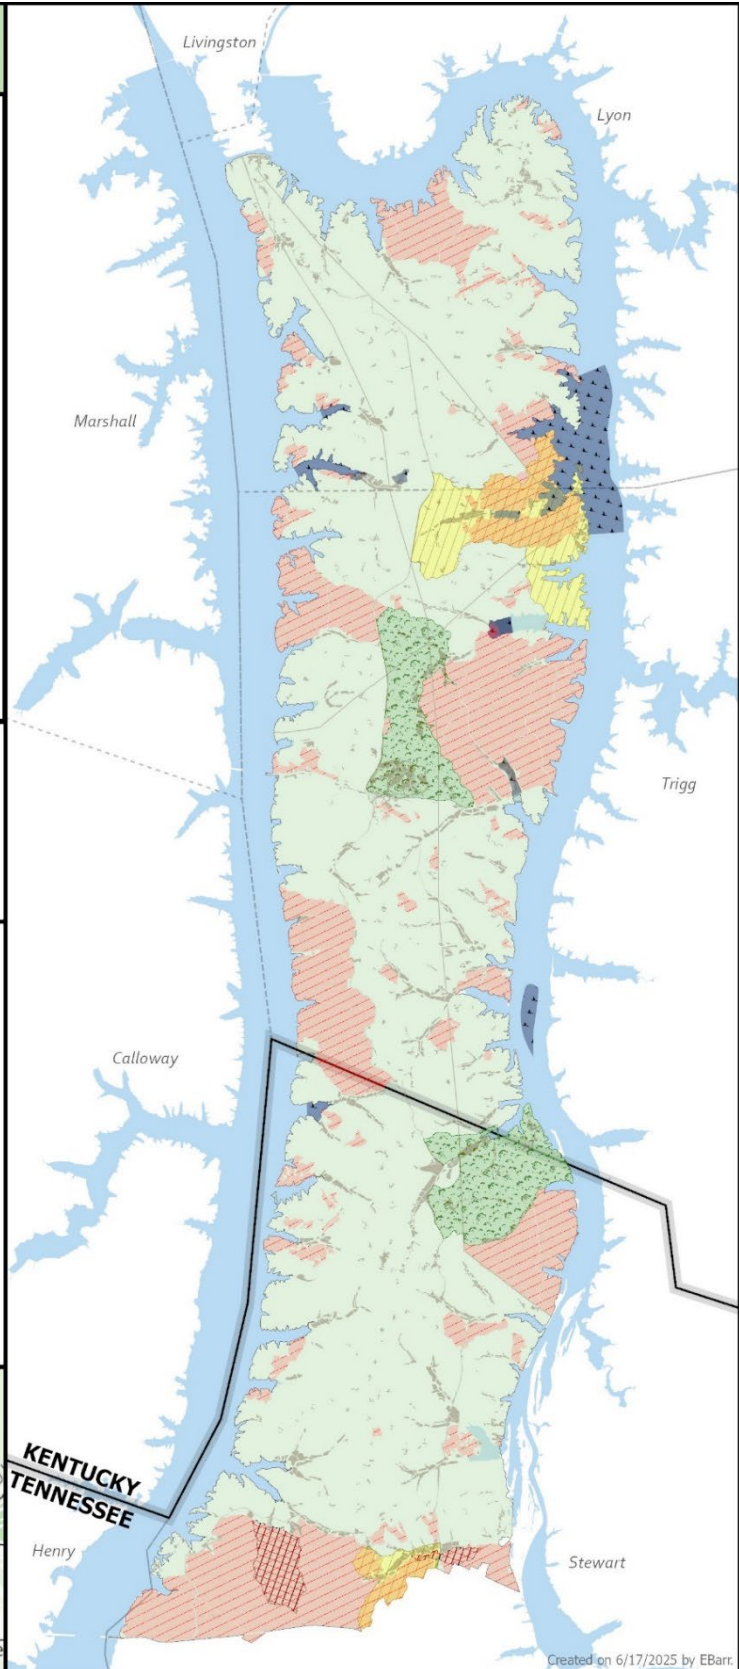 Livingston
Lyon
Marshall
Trigg
Calloway
KENTUCKY
TENNESSEE
Henry
Stewart
Created on 6/17/2025 by EBarr.